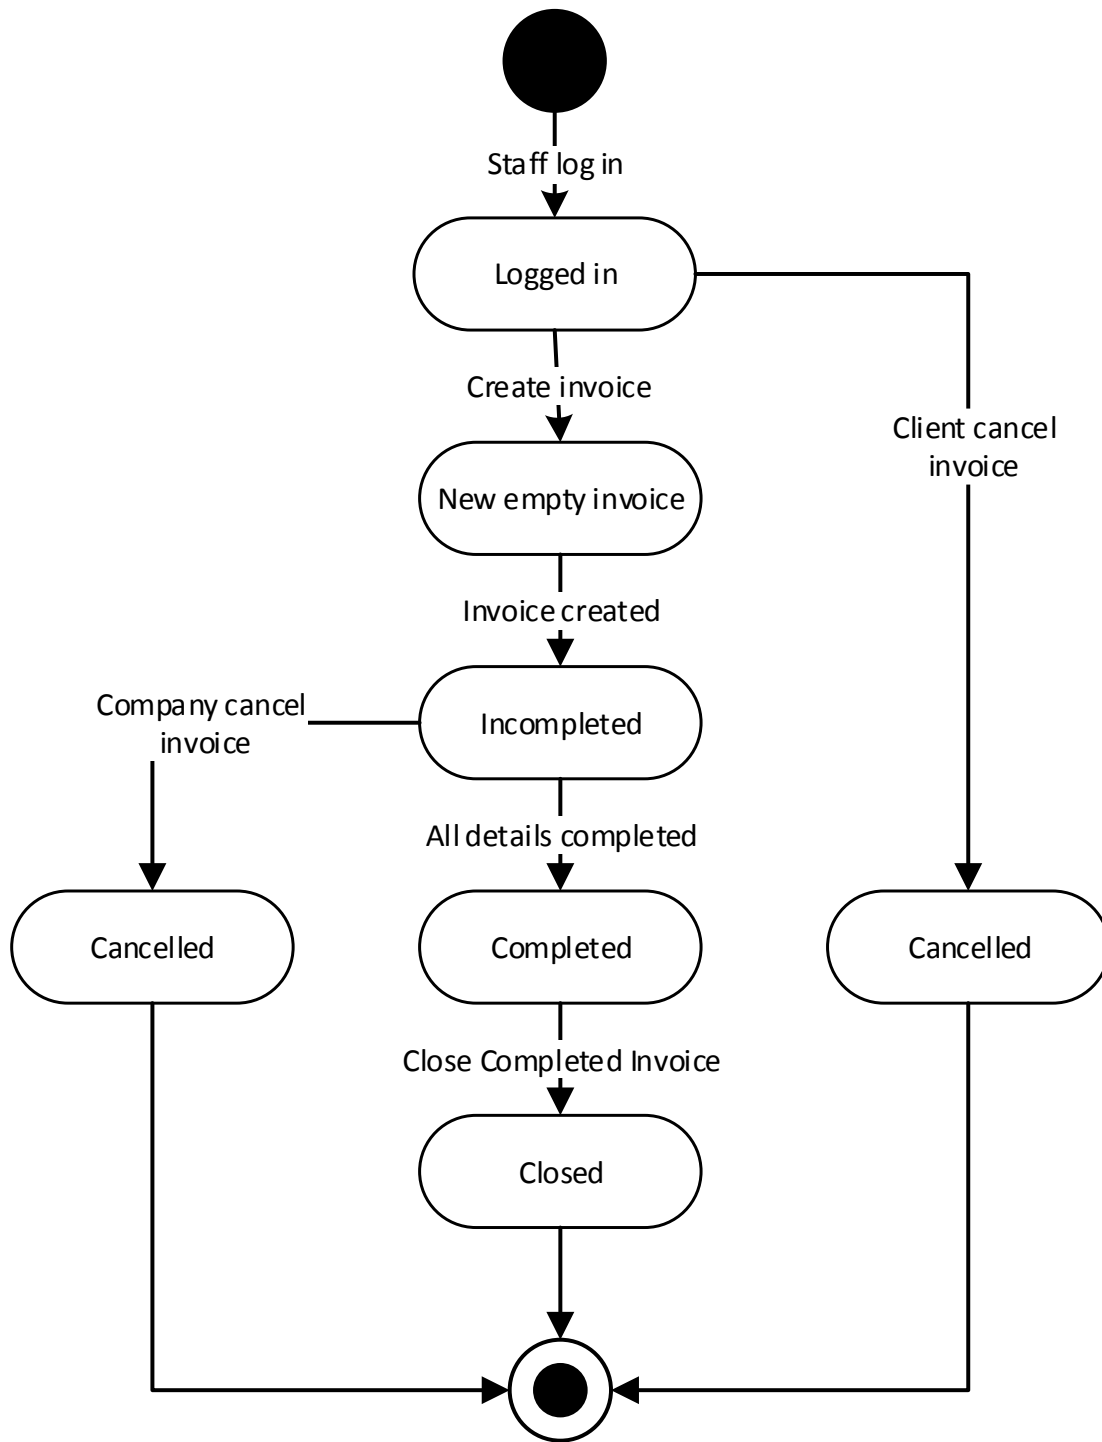 Staff log in
Logged in
Create invoice
Client cancel
invoice
New empty invoice
Invoice created
Company cancel
invoice
Incompleted
All details completed
Cancelled
Completed
Cancelled
Close Completed Invoice
Closed